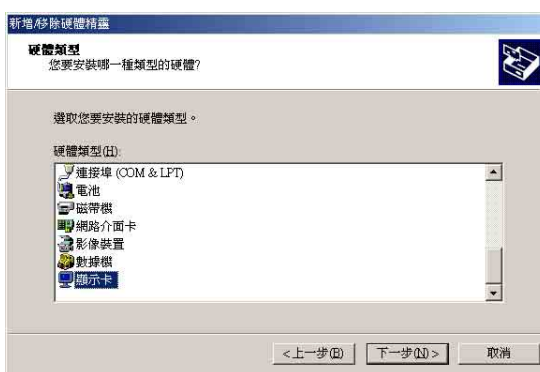 新增/移除硬體精靈
硬體類型
您要安裝哪一種類型的硬體?
選取您要安裝的硬體類型。
硬體類型(H):
連接埠 (COM & LPT)
電池
磁帶機
網路介面卡
影像裝置
數據機
顯示卡
<上一步(B)
下一步(N)>
取消